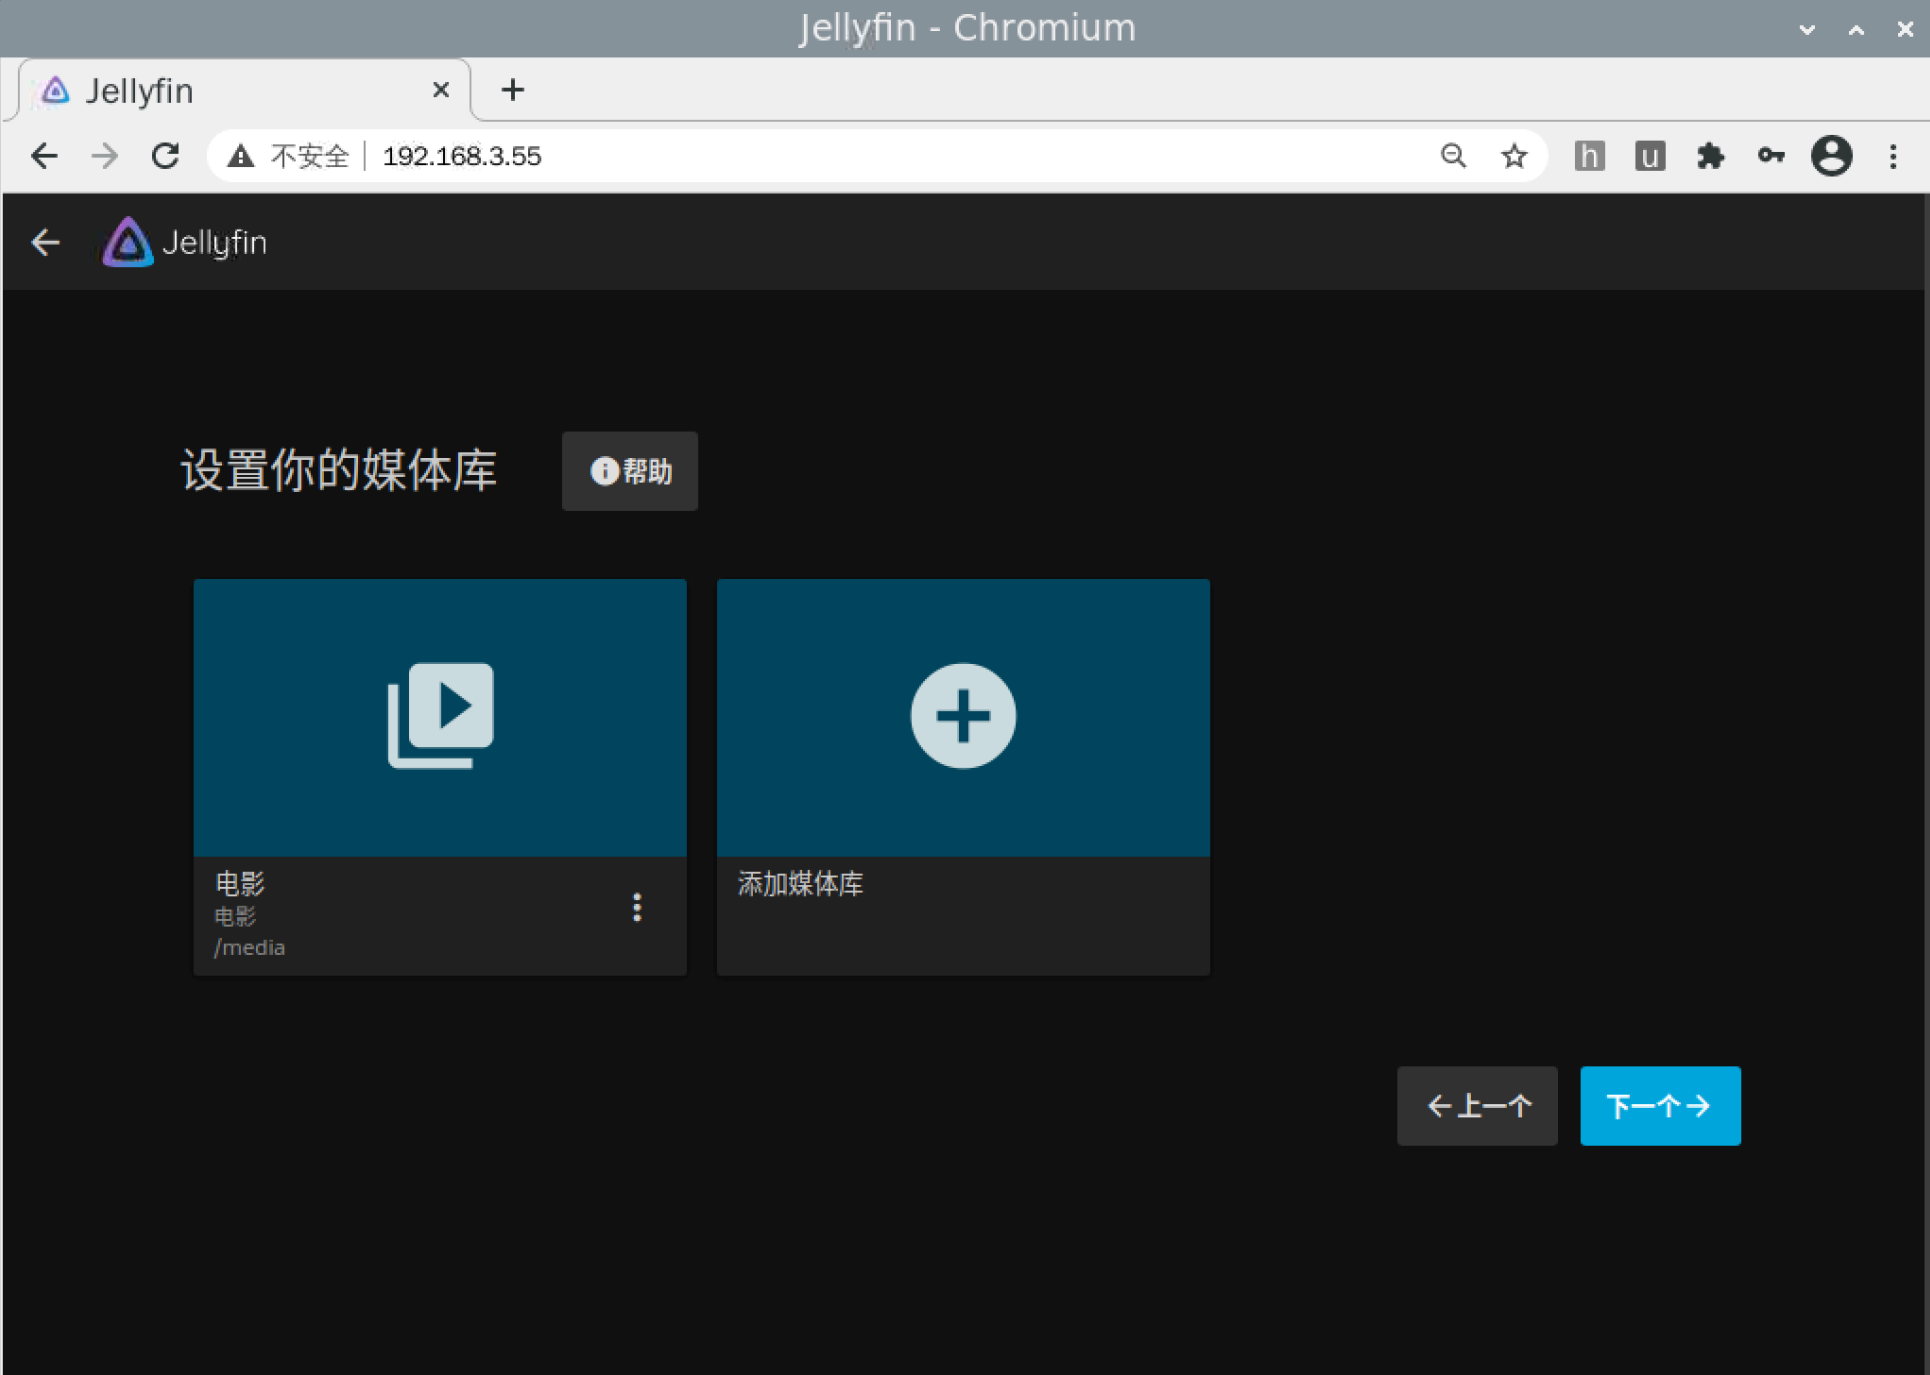 Jellyfin - Chromium
Jellyfin
不安全 192.168.3.55
h u
Jellyfin
设置你的媒体库
帮助
电影
电影
/media
添加媒体库
上一个
下一个